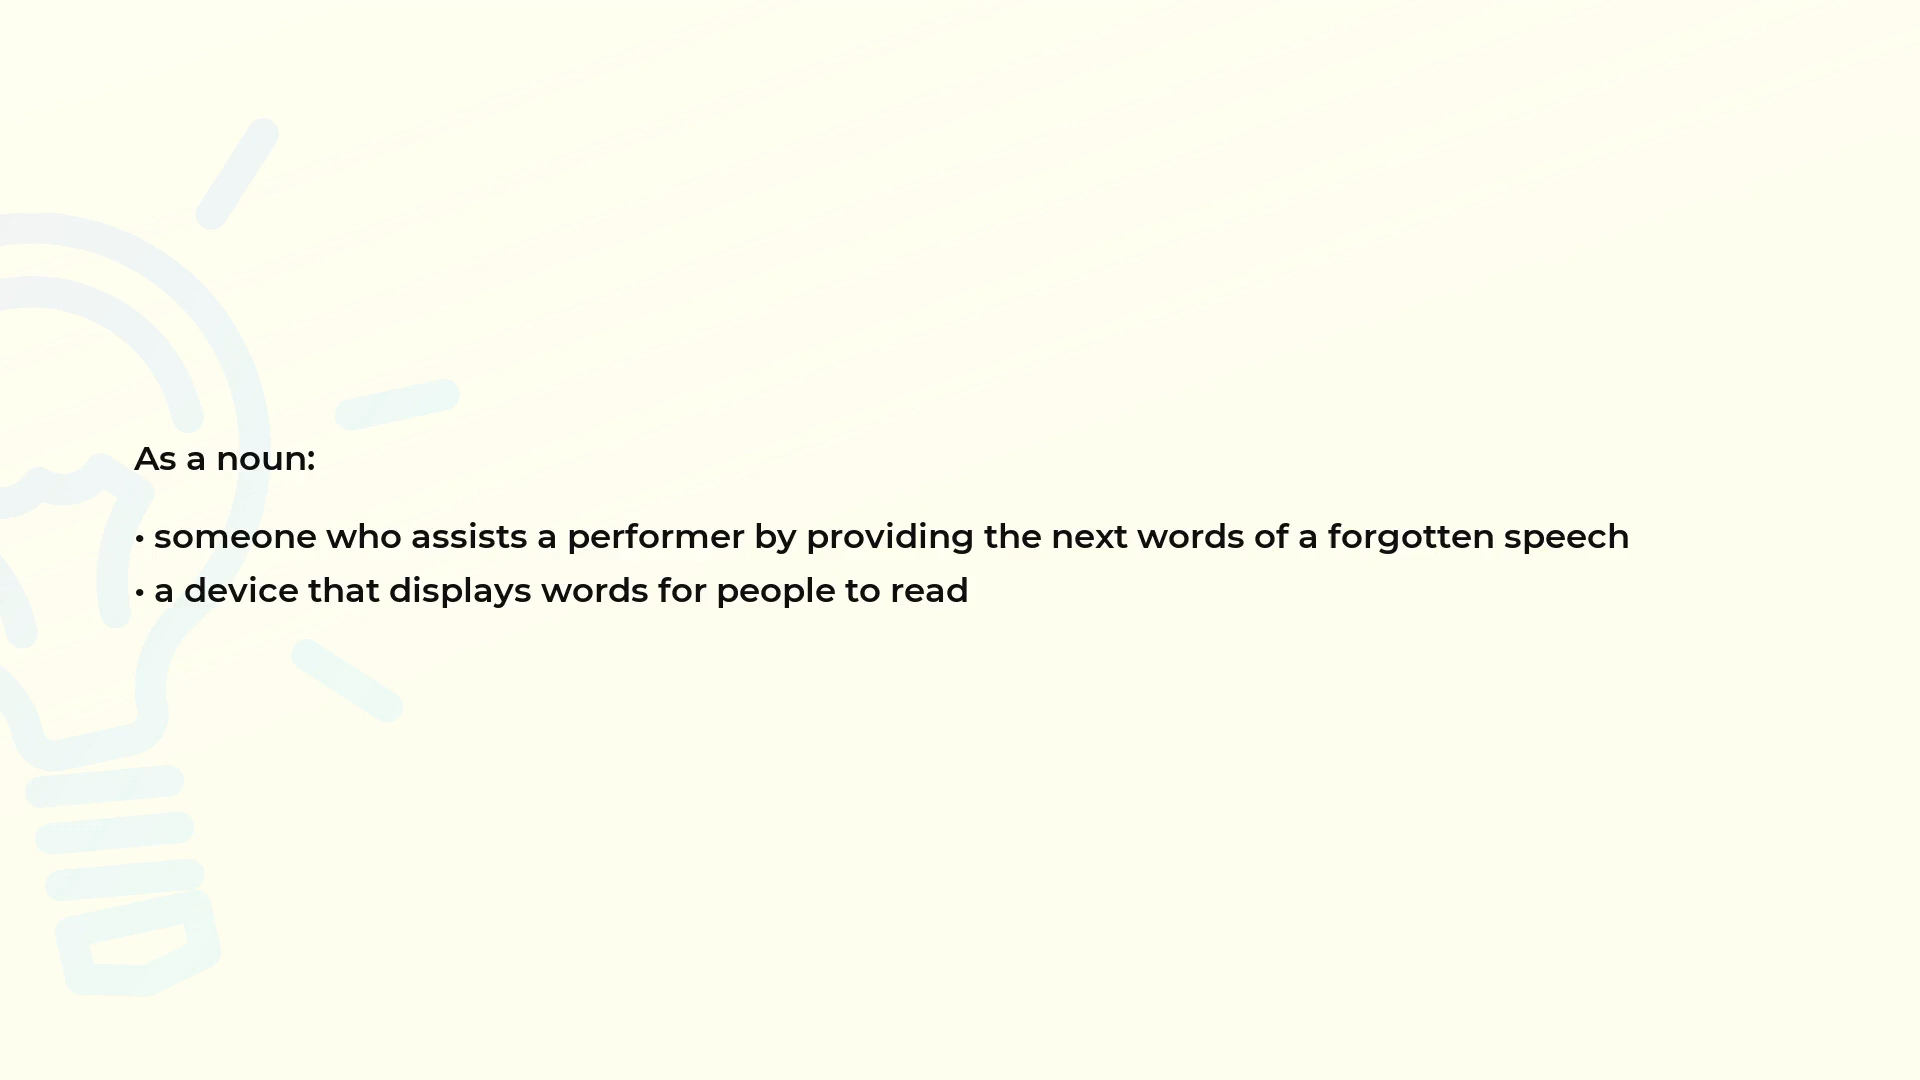 As a noun:
• someone who assists a performer by providing the next words of a forgotten speech
• a device that displays words for people to read